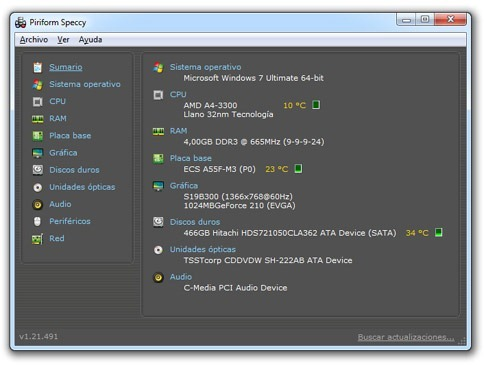 Piriform Speccy
Archivo Ver Ayuda
Sumario
Sistema operativo
CPU
RAM
Placa base
Gráfica
Discos duros
Unidades ópticas
Audio
Periféricos
Red
Sistema operativo
Microsoft Windows 7 Ultimate 64-bit
CPU
AMD A4-3300 10 °C
Llano 32nm Tecnología
RAM
4,00GB DDR3 @ 665MHz (9-9-9-24)
Placa base
ECS A55F-M3 (P0) 23 °C
Gráfica
S19B300 (1366x768@60Hz)
1024MBGeForce 210 (EVGA)
Discos duros
466GB Hitachi HDS721050CLA362 ATA Device (SATA) 34 °C
Unidades ópticas
TSSTcorp CDDVDW SH-222AB ATA Device
Audio
C-Media PCI Audio Device
v1.21.491
Buscar actualizaciones...